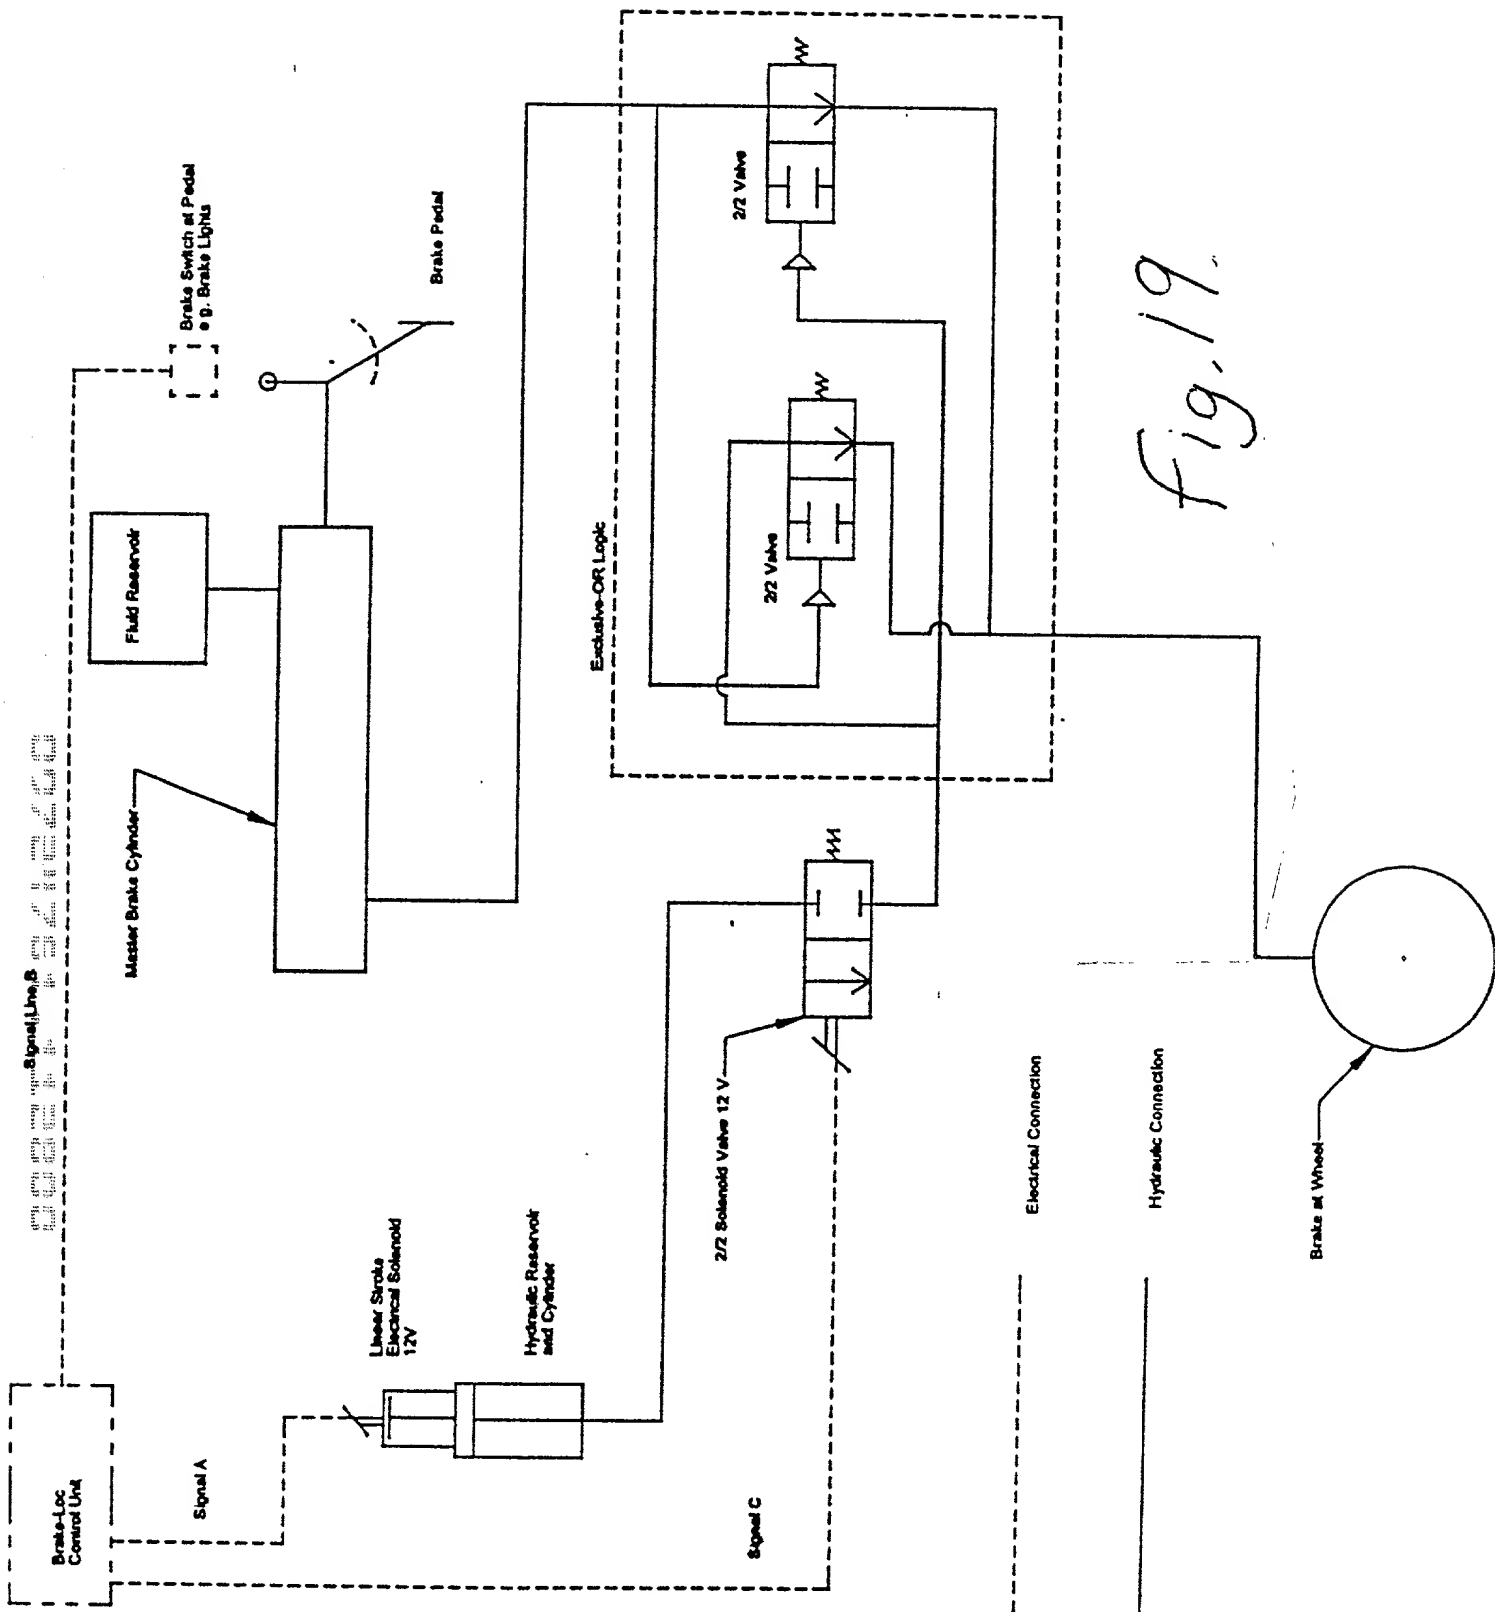 Brake-Loc
Control Unit
Signal A
Signal Line B
Linear Stroke
Electrical Solenoid
12V
Hydraulic Reservoir
and Cylinder
Signal C
Master Brake Cylinder
Fluid Reservoir
Brake Switch at Pedal
e g. Brake Lights
Brake Pedal
2/2 Solenoid Valve 12 V
Exclusive-OR Logic
2/2 Valve
2/2 Valve
Electrical Connection
Hydraulic Connection
Brake at Wheel
Fig. 19.